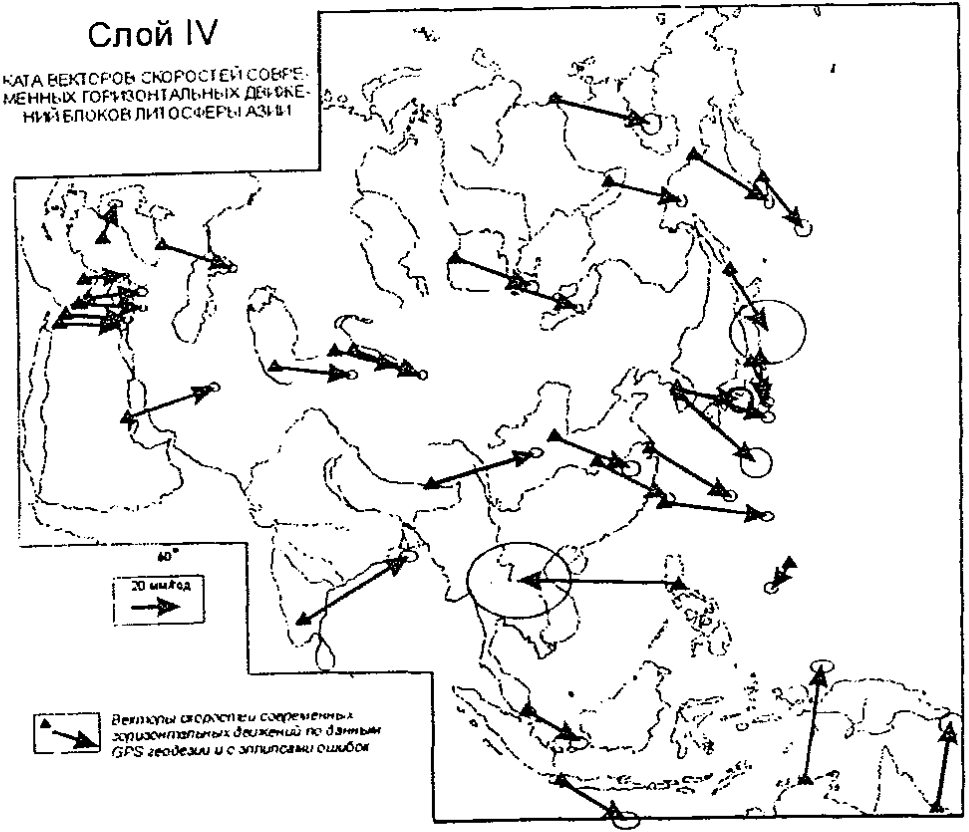 Слой IV
КАТА ВЕКТОРОВ СКОРОСТЕЙ СОВРЕ-
МЕННЫХ ГОРИЗОНТАЛЬНЫХ ДВИЖЕ-
НИЙ БЛОКОВ ЛИТОСФЕРЫ АЗИИ
60°
20 мм/год
Векторы скоростей современных
горизонтальных движений по данным
GPS геодезии и с эллипсами ошибок